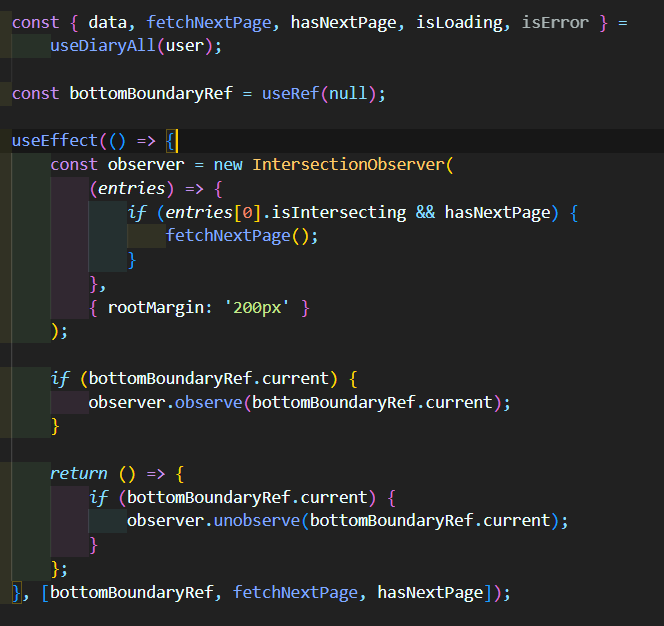 const { data, fetchNextPage, hasNextPage, isLoading, isError } =
useDiaryAll(user);
const bottomBoundaryRef = useRef(null);
useEffect(() => {
const observer = new IntersectionObserver(
(entries) => {
if (entries[0].isIntersecting && hasNextPage) {
fetchNextPage();
}
},
{ rootMargin: '200px' }
);
if (bottomBoundaryRef.current) {
observer.observe(bottomBoundaryRef.current);
}
return () => {
if (bottomBoundaryRef.current) {
observer.unobserve(bottomBoundaryRef.current);
}
};
}, [bottomBoundaryRef, fetchNextPage, hasNextPage]);